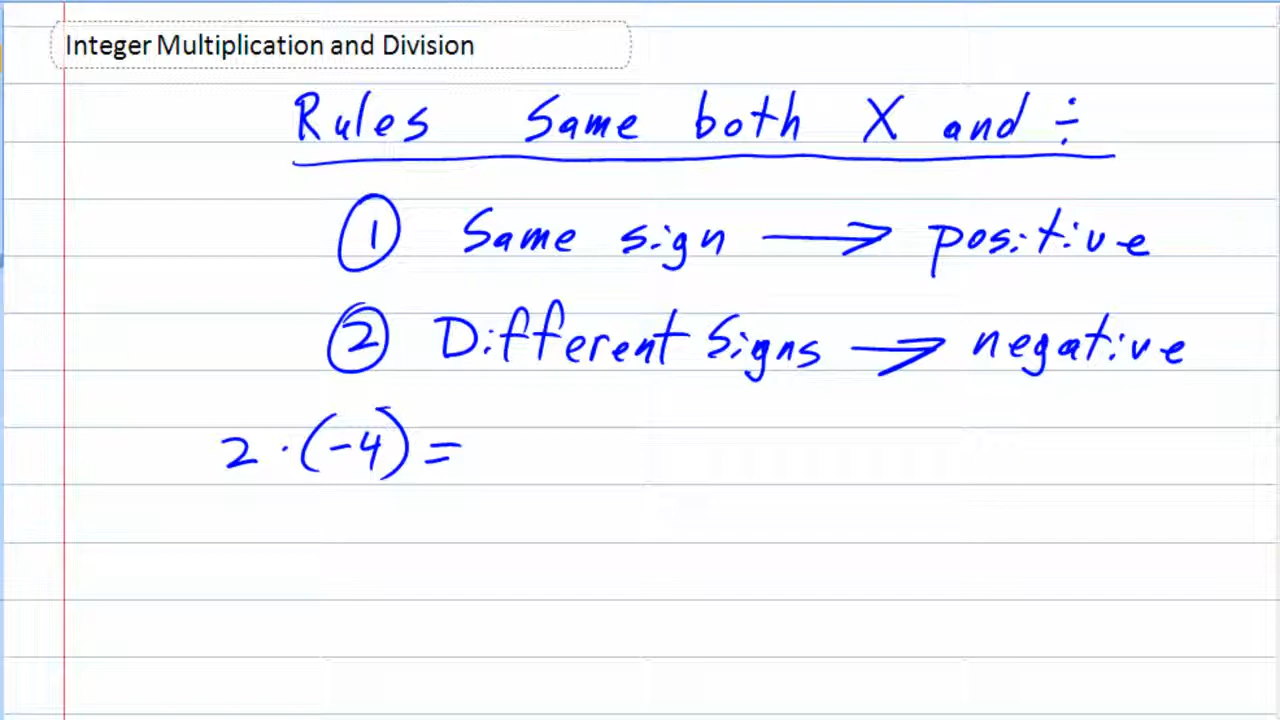 Integer Multiplication and Division
Rules Same both X and ÷
① Same sign → positive
② Different Signs → negative
2 · (-4) =